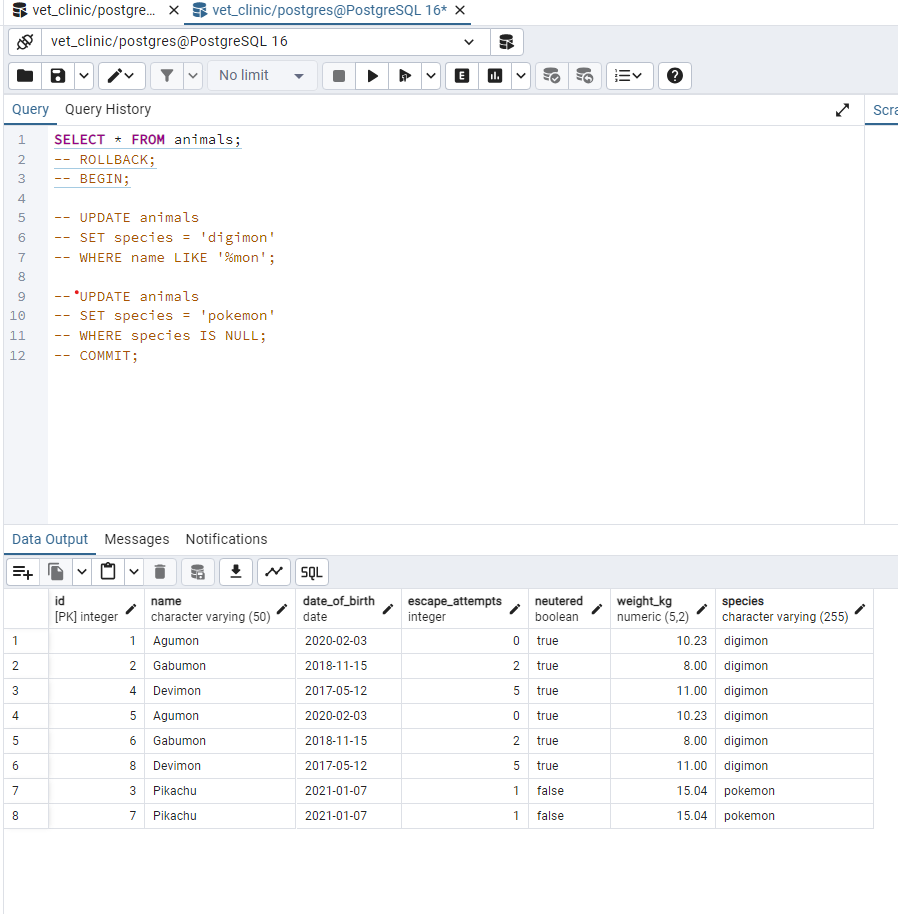 vet_clinic/postgre... vet_clinic/postgres@PostgreSQL 16*
vet_clinic/postgres@PostgreSQL 16
No limit E
Query Query History Scra
1 SELECT * FROM animals;
2 -- ROLLBACK;
3 -- BEGIN;
4
5 -- UPDATE animals
6 -- SET species = 'digimon'
7 -- WHERE name LIKE '%mon';
8
9 -- UPDATE animals
10 -- SET species = 'pokemon'
11 -- WHERE species IS NULL;
12 -- COMMIT;
Data Output Messages Notifications
SQL
id name date_of_birth escape_attempts neutered weight_kg species
[PK] integer character varying (50) date integer boolean numeric (5,2) character varying (255)
1 1 Agumon 2020-02-03 0 true 10.23 digimon
2 2 Gabumon 2018-11-15 2 true 8.00 digimon
3 4 Devimon 2017-05-12 5 true 11.00 digimon
4 5 Agumon 2020-02-03 0 true 10.23 digimon
5 6 Gabumon 2018-11-15 2 true 8.00 digimon
6 8 Devimon 2017-05-12 5 true 11.00 digimon
7 3 Pikachu 2021-01-07 1 false 15.04 pokemon
8 7 Pikachu 2021-01-07 1 false 15.04 pokemon